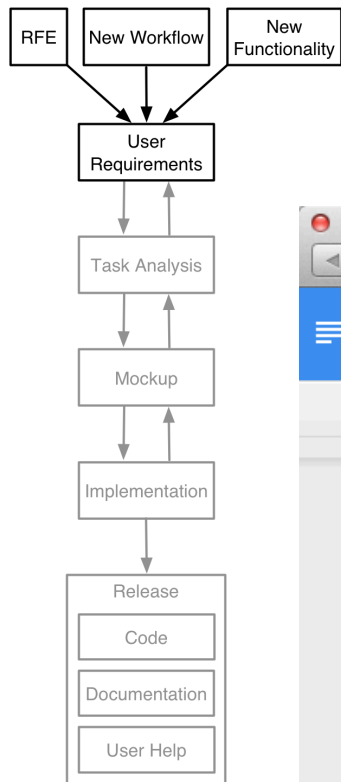 RFE
New Workflow
New
Functionality
User
Requirements
Task Analysis
Mockup
Implementation
Release
Code
Documentation
User Help